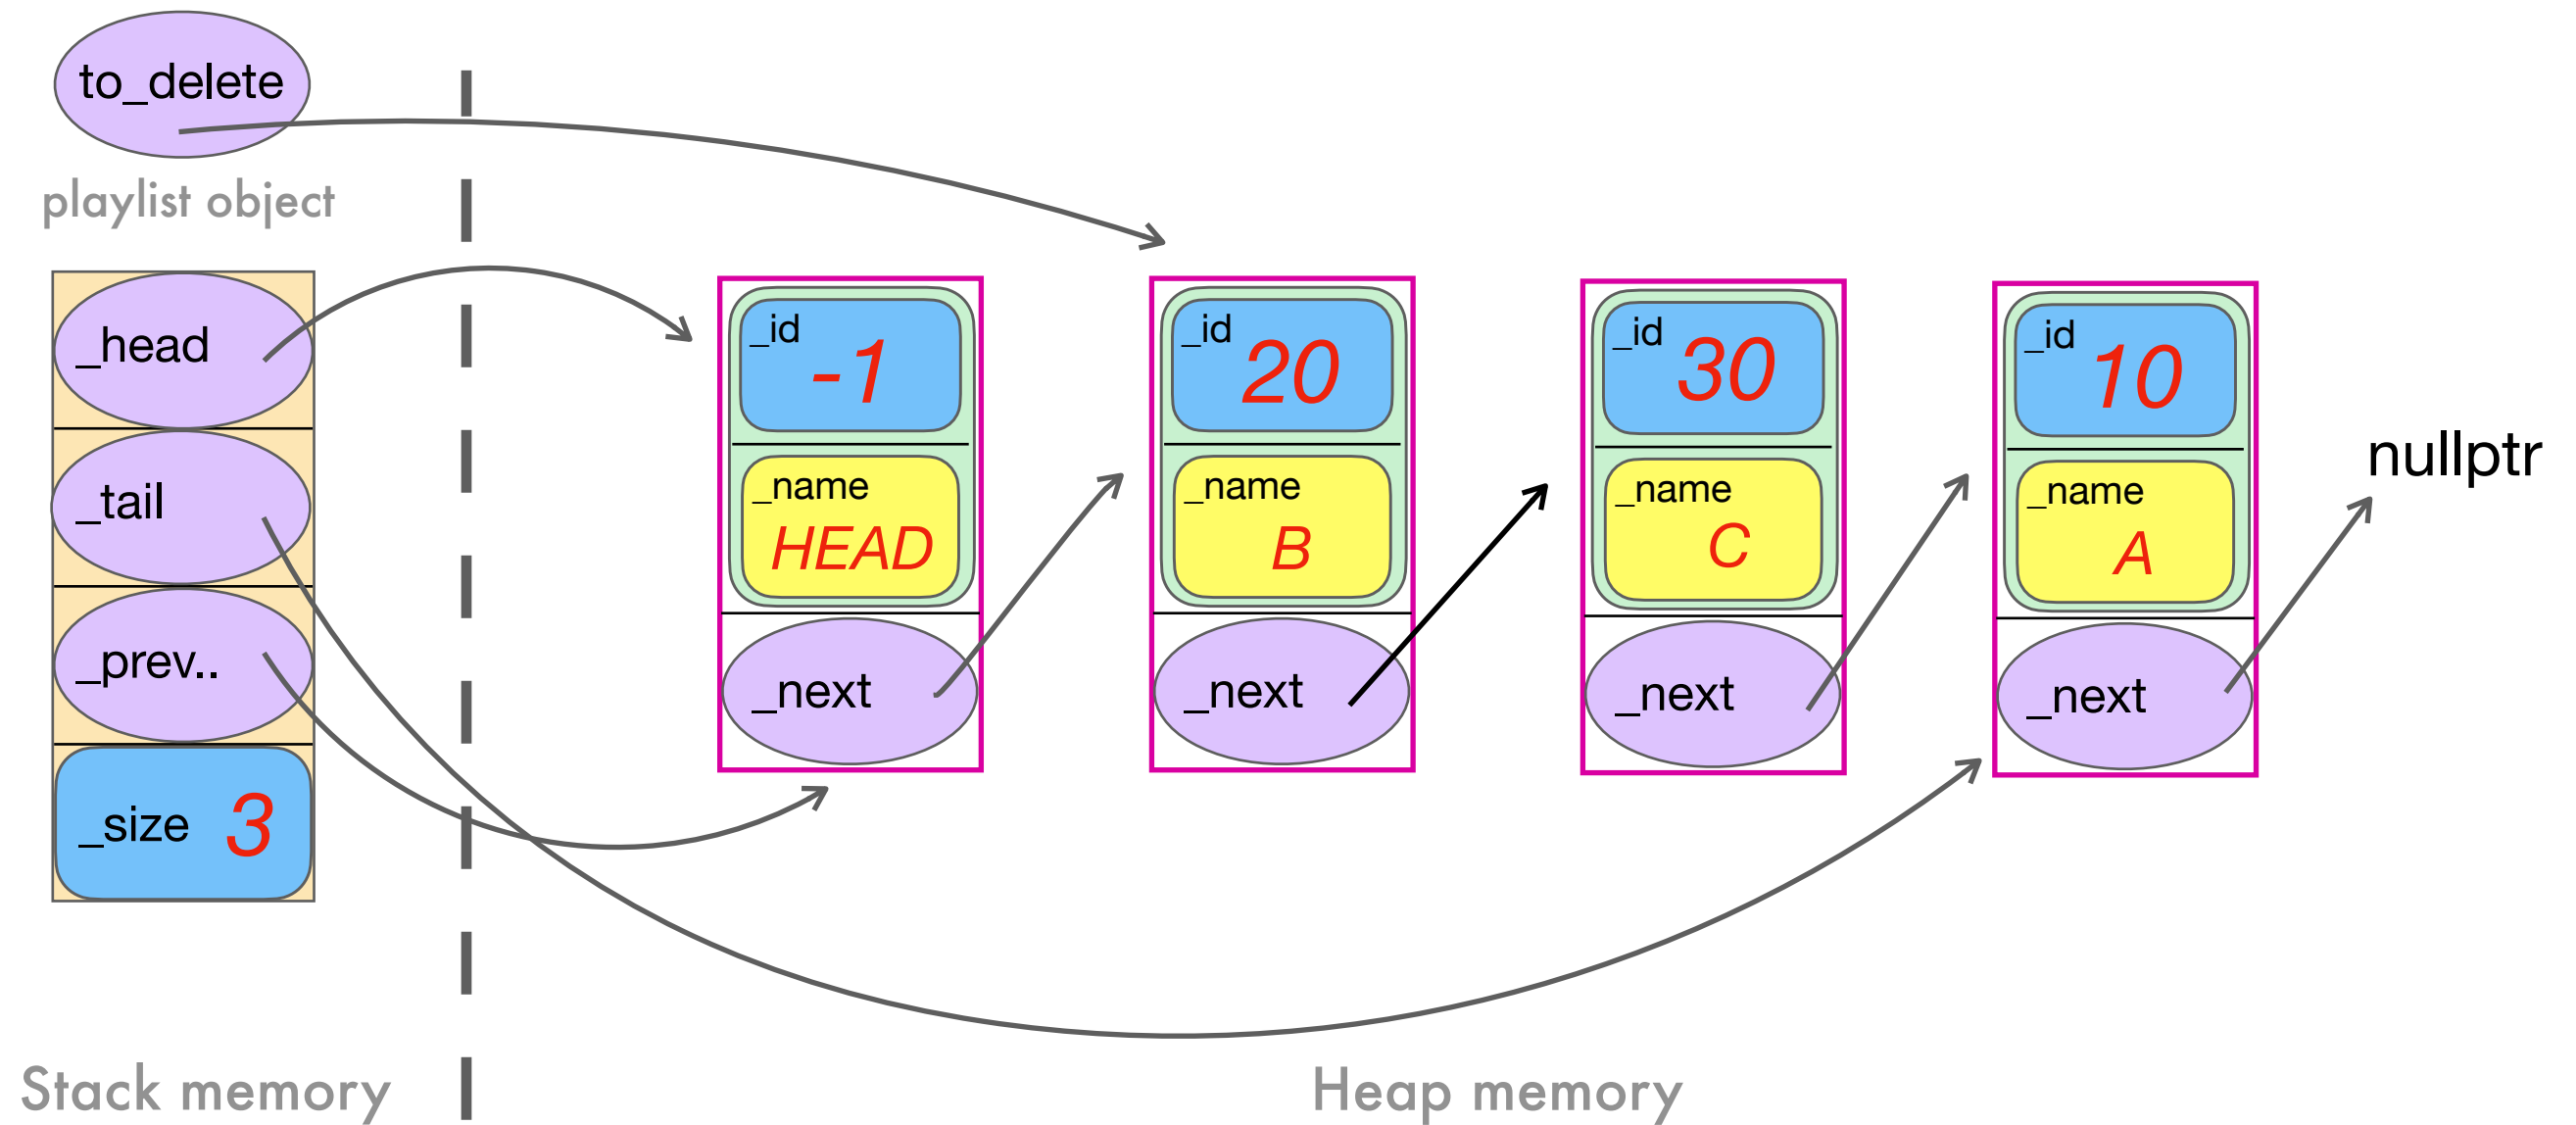 to_delete
playlist object
_head
_tail
_prev..
_size 3
_id
-1
_name
HEAD
_next
_id
20
_name
B
_next
_id
30
_name
C
_next
_id
10
_name
A
_next
nullptr
Stack memory
Heap memory